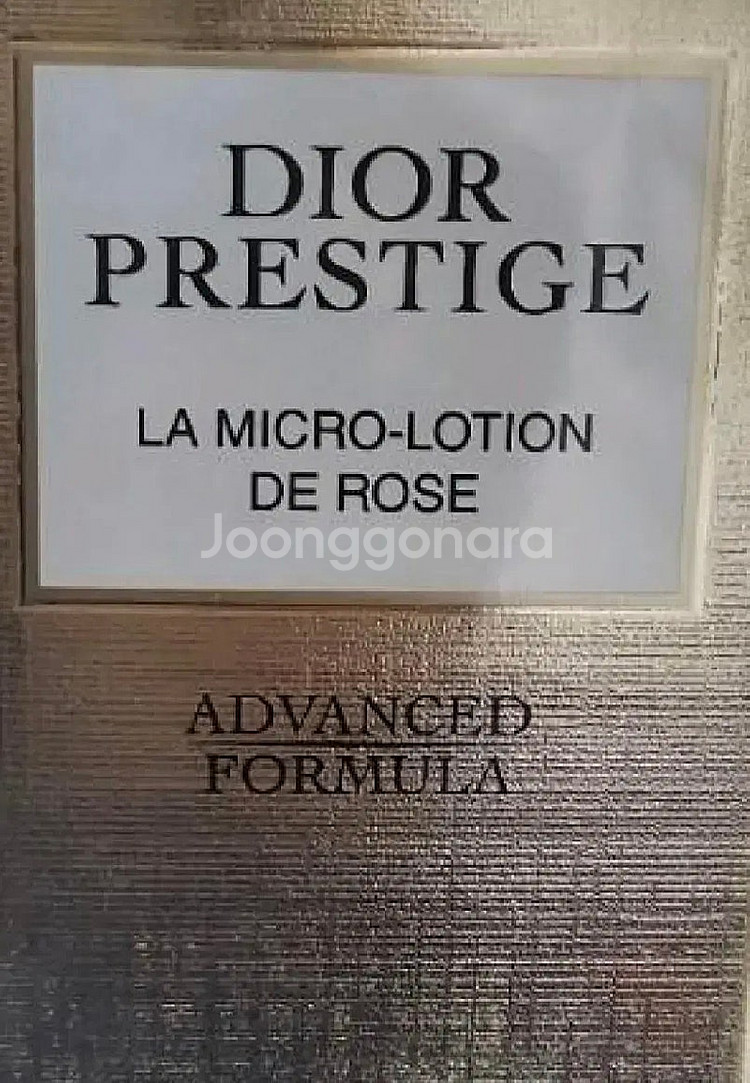 DIOR
PRESTIGE
LA MICRO-LOTION
DE ROSE
Joonggonara
ADVANCED
FORMULA